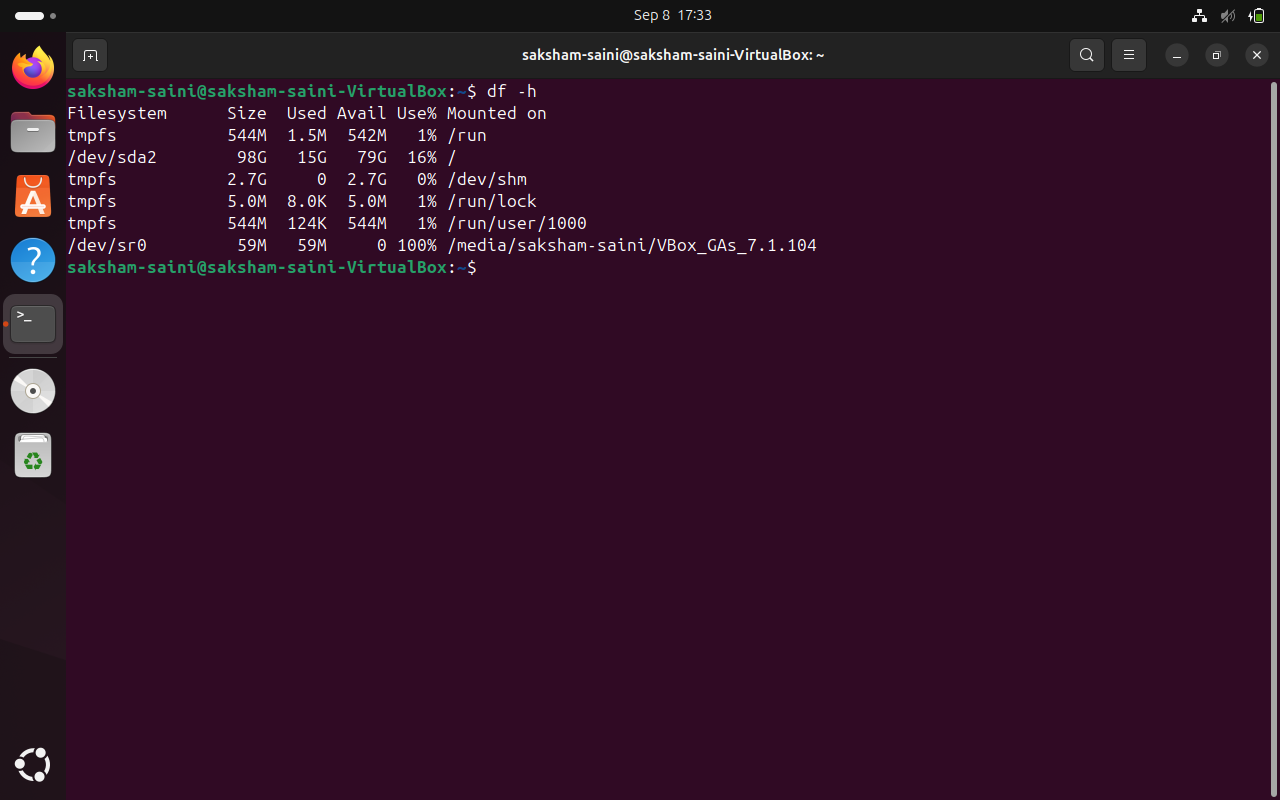 Sep 8 17:33
saksham-saini@saksham-saini-VirtualBox: ~
saksham-saini@saksham-saini-VirtualBox:~$ df -h
Filesystem      Size  Used Avail Use% Mounted on
tmpfs           544M  1.5M  542M   1% /run
/dev/sda2        98G   15G   79G  16% /
tmpfs           2.7G     0  2.7G   0% /dev/shm
tmpfs           5.0M  8.0K  5.0M   1% /run/lock
tmpfs           544M  124K  544M   1% /run/user/1000
/dev/sr0         59M   59M     0 100% /media/saksham-saini/VBox_GAs_7.1.104
saksham-saini@saksham-saini-VirtualBox:~$